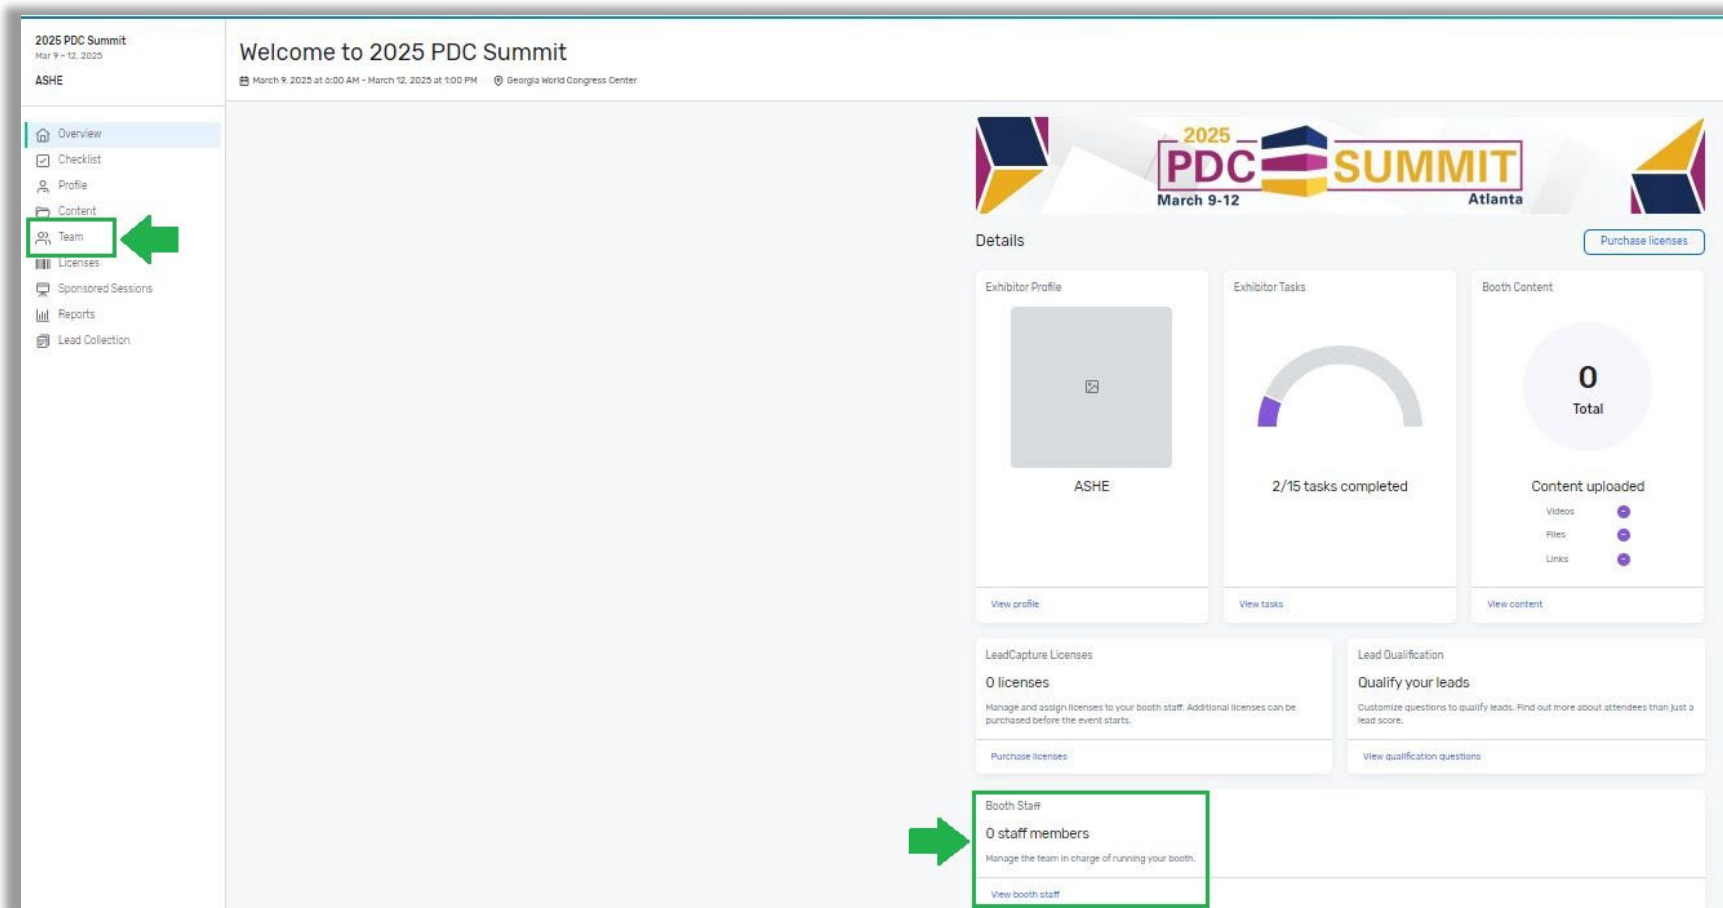 2025 PDC Summit
Mar 9 – 12, 2025
ASHE
Overview
Checklist
Profile
Content
Team
Licenses
Sponsored Sessions
Reports
Lead Collection
Welcome to 2025 PDC Summit
March 9, 2025 at 6:00 AM - March 12, 2025 at 1:00 PM Georgia World Congress Center
2025
PDC SUMMIT
March 9-12 Atlanta
Details
Purchase licenses
Exhibitor Profile
ASHE
View profile
Exhibitor Tasks
2/15 tasks completed
View tasks
Booth Content
0
Total
Content uploaded
Videos -
Files -
Links -
View content
LeadCapture Licenses
0 licenses
Manage and assign licenses to your booth staff. Additional licenses can be
purchased before the event starts.
Purchase licenses
Lead Qualification
Qualify your leads
Customize questions to qualify leads. Find out more about attendees than just a
lead score.
View qualification questions
Booth Staff
0 staff members
Manage the team in charge of running your booth.
View booth staff